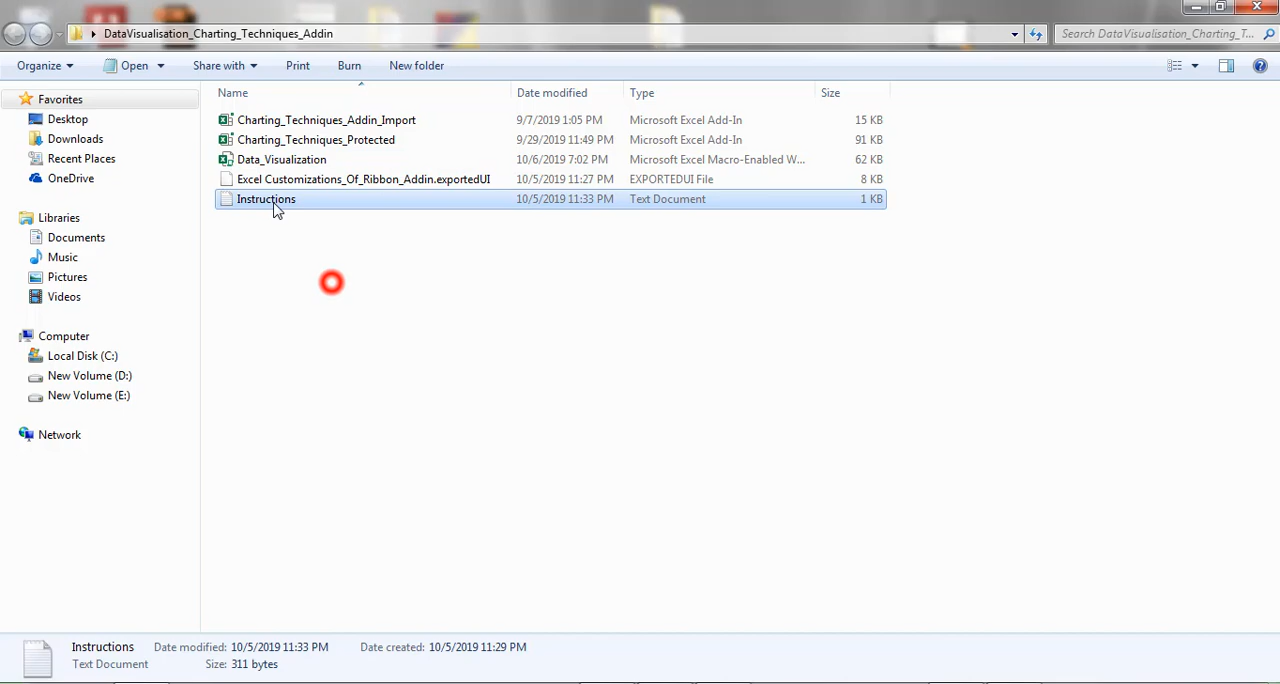 DataVisualisation_Charting_Techniques_Addin
Search DataVisualisation_Charting_T...
Organize Open Share with Print Burn New folder
Favorites
Desktop
Downloads
Recent Places
OneDrive
Libraries
Documents
Music
Pictures
Videos
Computer
Local Disk (C:)
New Volume (D:)
New Volume (E:)
Network
Name Date modified Type Size
Charting_Techniques_Addin_Import 9/7/2019 1:05 PM Microsoft Excel Add-In 15 KB
Charting_Techniques_Protected 9/29/2019 11:49 PM Microsoft Excel Add-In 91 KB
Data_Visualization 10/6/2019 7:02 PM Microsoft Excel Macro-Enabled W... 62 KB
Excel Customizations_Of_Ribbon_Addin.exportedUI 10/5/2019 11:27 PM EXPORTEDUI File 8 KB
Instructions 10/5/2019 11:33 PM Text Document 1 KB
Instructions Date modified: 10/5/2019 11:33 PM Date created: 10/5/2019 11:29 PM
Text Document Size: 311 bytes